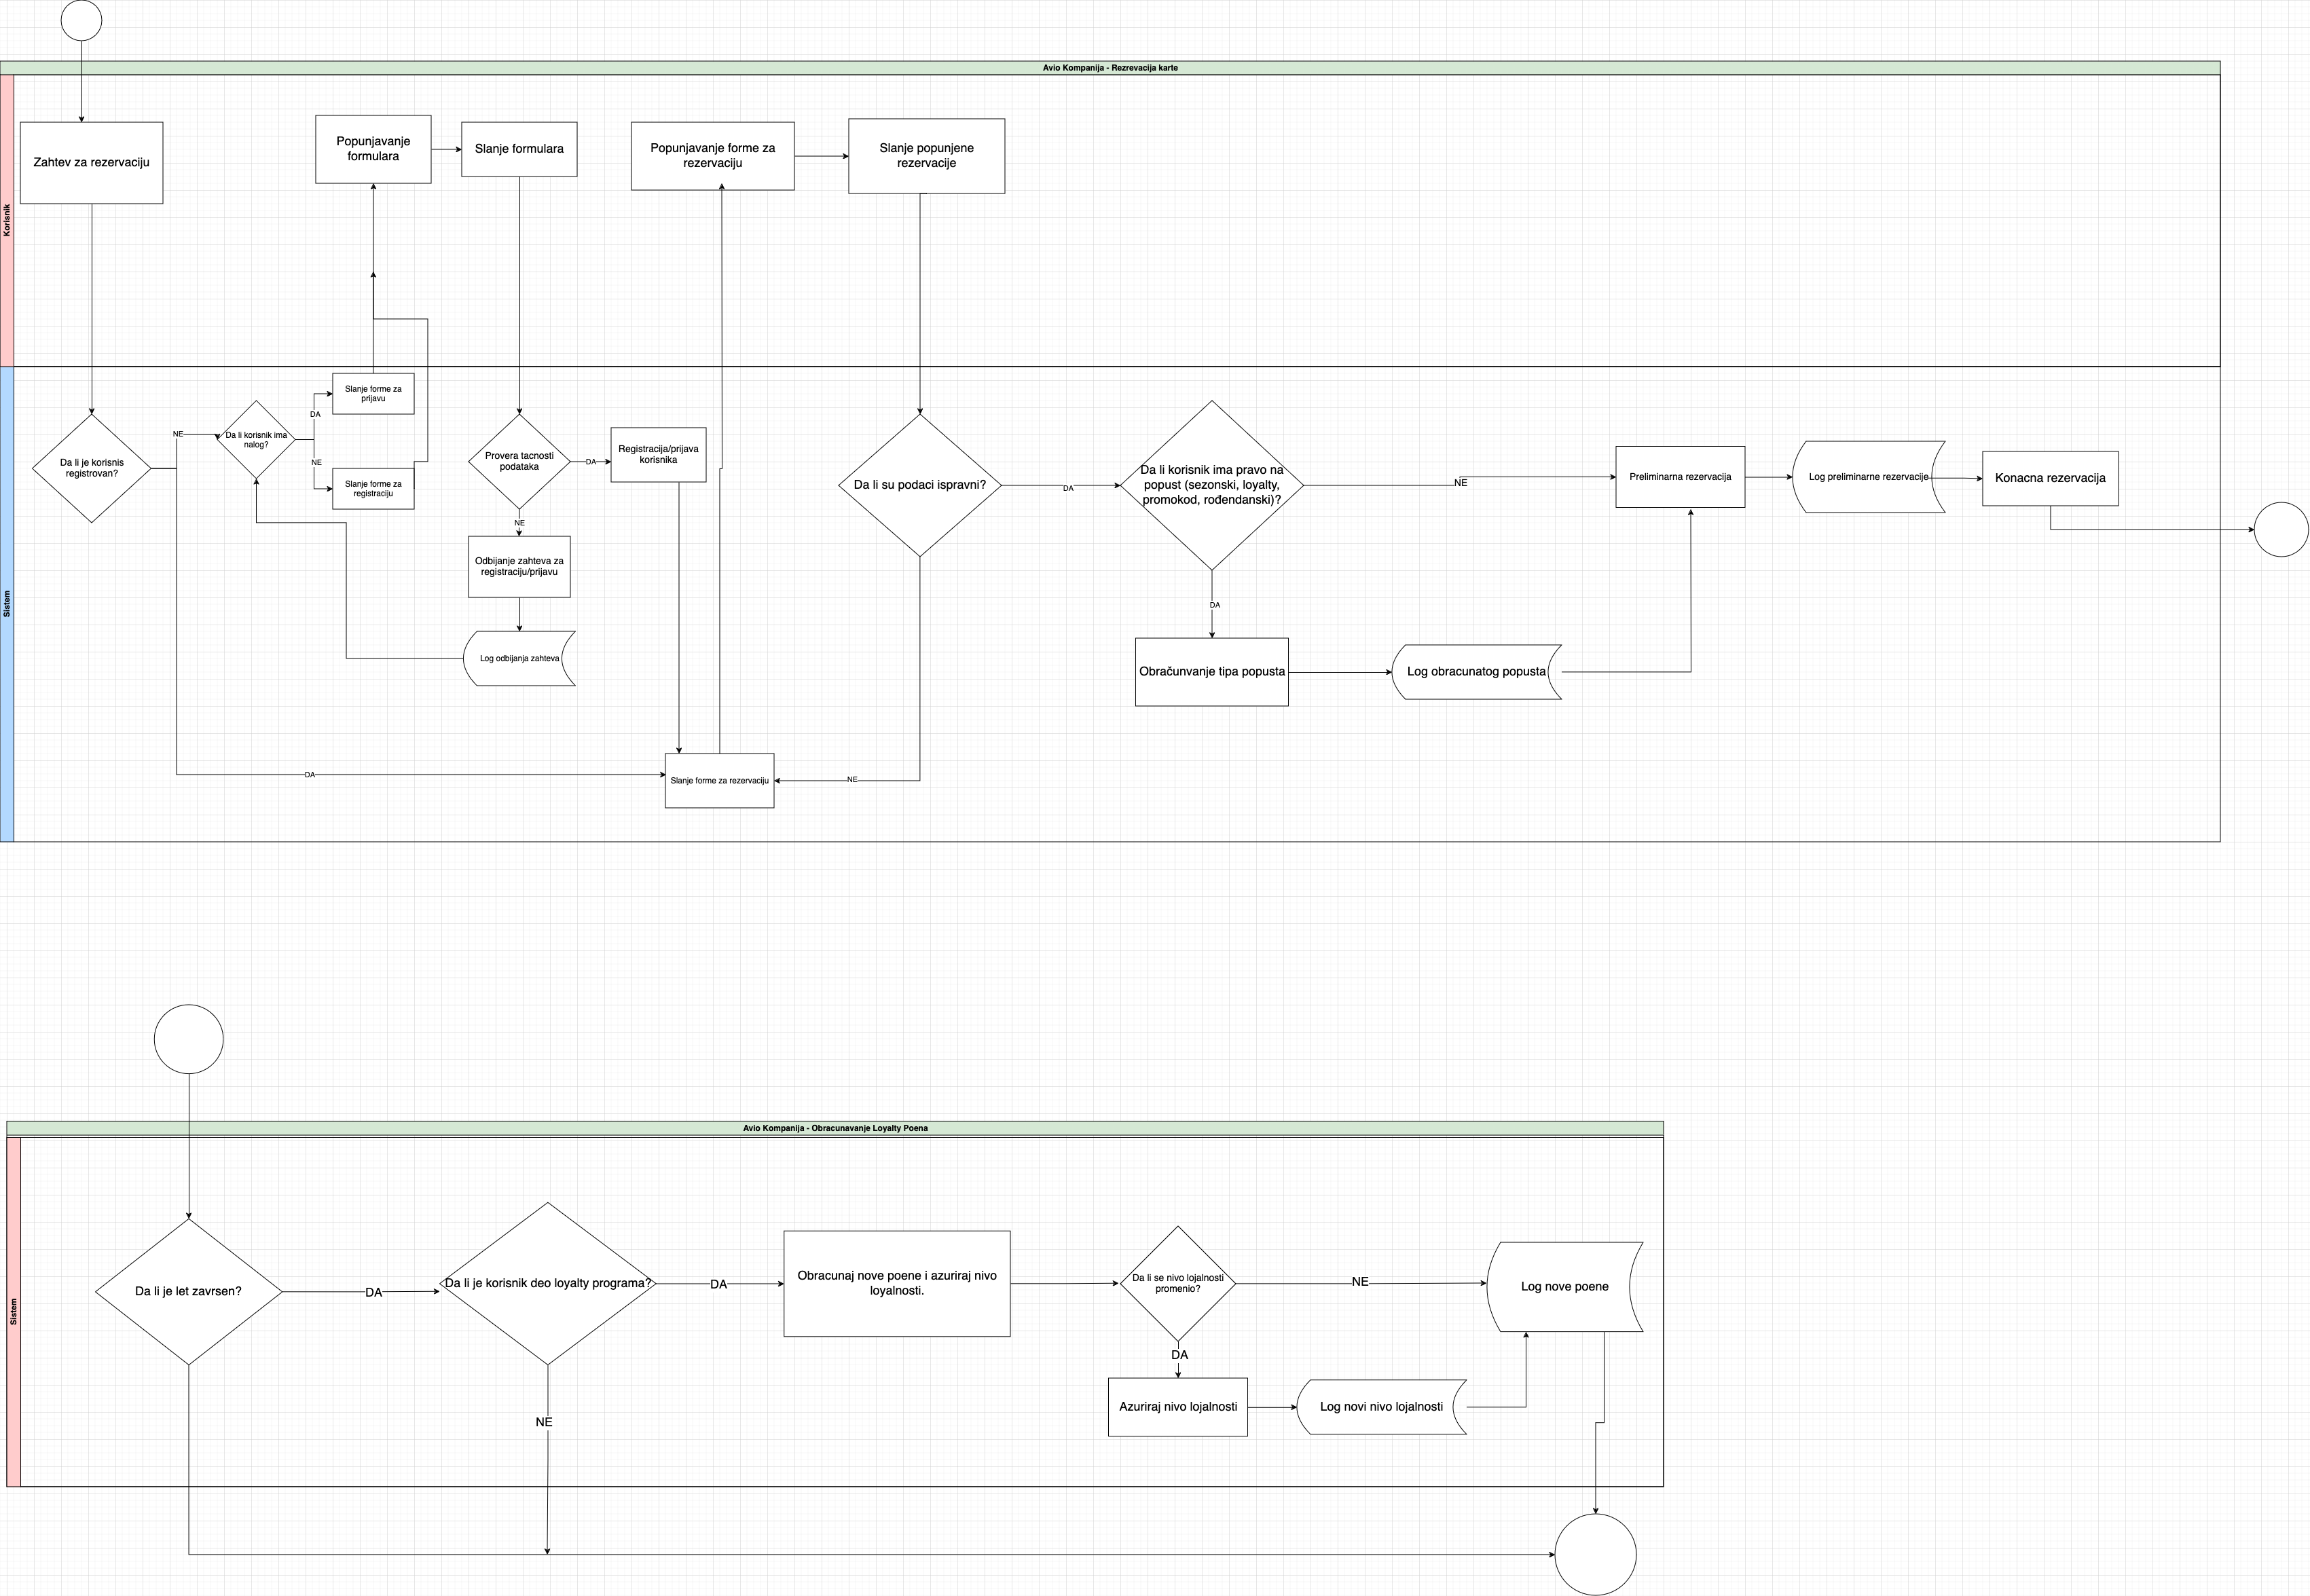 Avio Kompanija - Rezrevacija karte
Korisnik
Zahtev za rezervaciju
Popunjavanje
formulara
Slanje formulara
Popunjavanje forme za
rezervaciju
Slanje popunjene
rezervacije
Sistem
Da li je korisnis
registrovan?
NE
DA
Da li korisnik ima
nalog?
DA
NE
Slanje forme za
prijavu
Slanje forme za
registraciju
Provera tacnosti
podataka
DA
NE
Registracija/prijava
korisnika
Odbijanje zahteva za
registraciju/prijavu
Log odbijanja zahteva
Slanje forme za rezervaciju
Da li su podaci ispravni?
NE
DA
Da li korisnik ima pravo na
popust (sezonski, loyalty,
promokod, rođendanski)?
NE
DA
Obračunvanje tipa popusta
Log obracunatog popusta
Preliminarna rezervacija
Log preliminarne rezervacije
Konacna rezervacija
Avio Kompanija - Obracunavanje Loyalty Poena
Sistem
Da li je let zavrsen?
DA
Da li je korisnik deo loyalty programa?
DA
NE
Obracunaj nove poene i azuriraj nivo
loyalnosti.
Da li se nivo lojalnosti
promenio?
NE
DA
Log nove poene
Azuriraj nivo lojalnosti
Log novi nivo lojalnosti